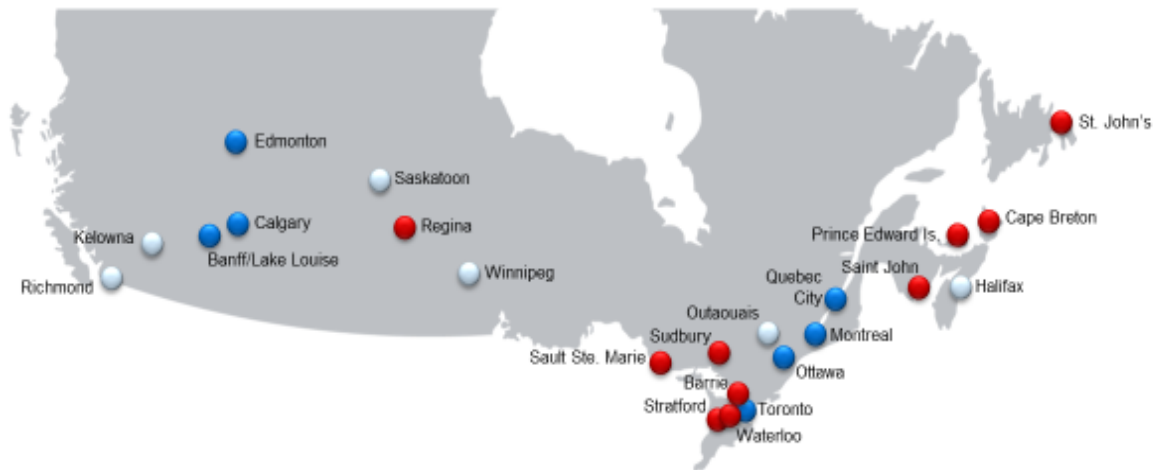 St. John's
Edmonton
Saskatoon
Calgary
Regina
Cape Breton
Kelowna
Prince Edward Is.
Banff/Lake Louise
Saint John
Winnipeg
Quebec
City
Richmond
Halifax
Outaouais
Sudbury
Montreal
Sault Ste. Marie
Ottawa
Barrie
Stratford
Toronto
Waterloo